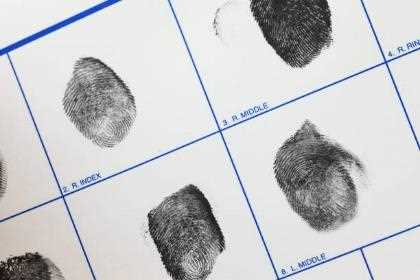 4. R. RIN
3. R. MIDDLE
2. R. INDEX
8. L. MIDDLE